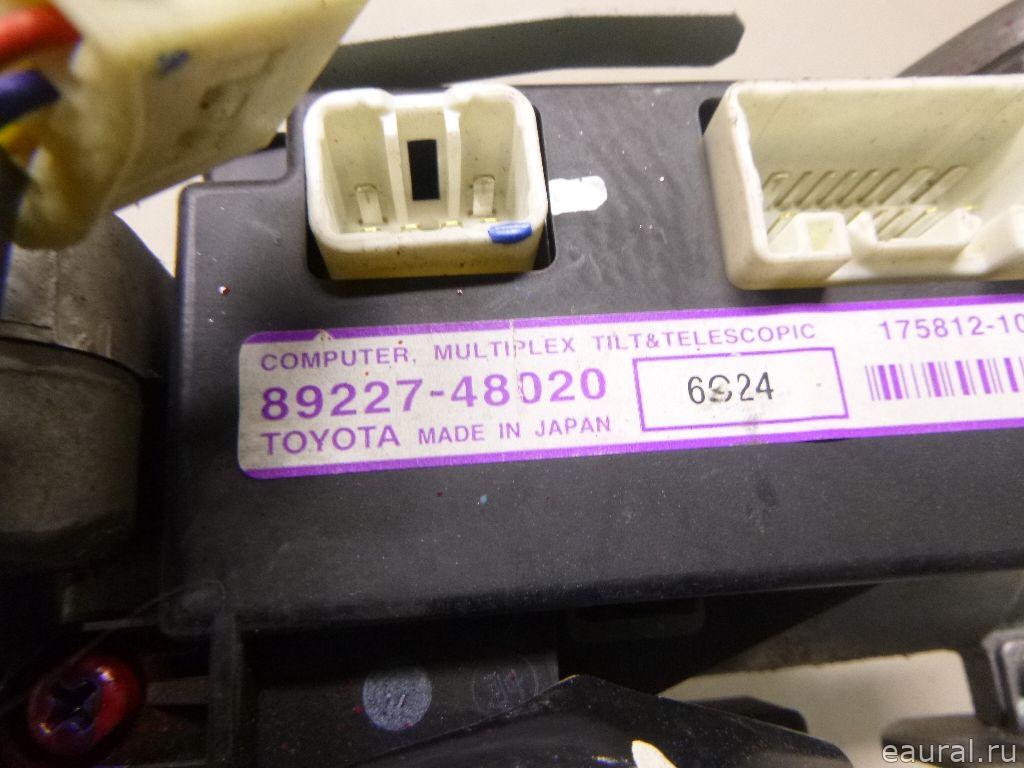 COMPUTER, MULTIPLEX TILT&TELESCOPIC 175812-10
89227-48020
6S24
TOYOTA MADE IN JAPAN
eaural.ru